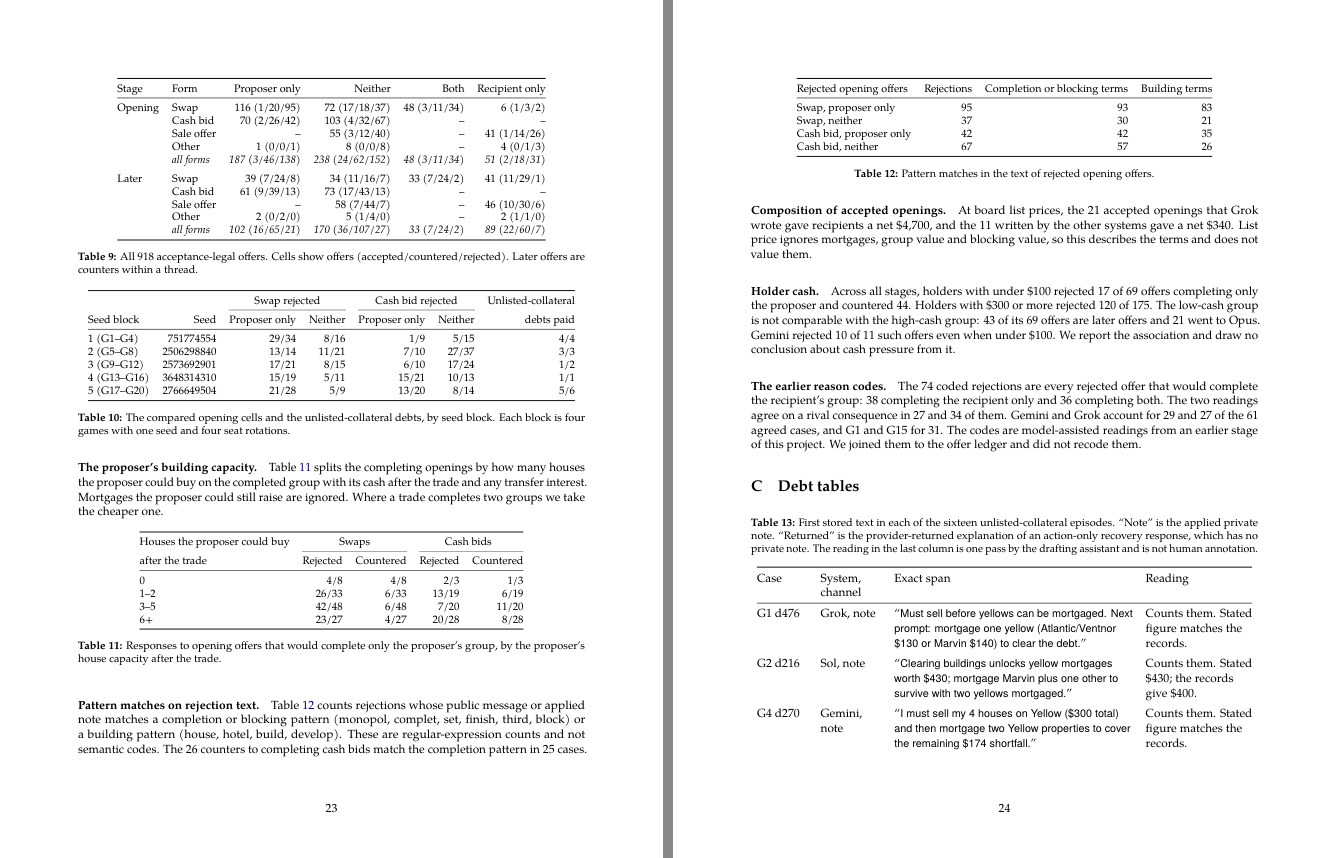 Stage Form Proposer only Neither Both Recipient only
Opening Swap 116 (1/20/95) 72 (17/18/37) 48 (3/11/34) 6 (1/3/2)
Cash bid 70 (2/26/42) 103 (4/32/67) – –
Sale offer – 55 (3/12/40) – 41 (1/14/26)
Other 1 (0/0/1) 8 (0/0/8) – 4 (0/1/3)
all forms 187 (3/46/138) 238 (24/62/152) 48 (3/11/34) 51 (2/18/31)
Later Swap 39 (7/24/8) 34 (11/16/7) 33 (7/24/2) 41 (11/29/1)
Cash bid 61 (9/39/13) 73 (17/43/13) – –
Sale offer – 58 (7/44/7) – 46 (10/30/6)
Other 2 (0/2/0) 5 (1/4/0) – 2 (1/1/0)
all forms 102 (16/65/21) 170 (36/107/27) 33 (7/24/2) 89 (22/60/7)
Table 9: All 918 acceptance-legal offers. Cells show offers (accepted/countered/rejected). Later offers are
counters within a thread.
Swap rejected Cash bid rejected Unlisted-collateral
Seed block Seed Proposer only Neither Proposer only Neither debts paid
1 (G1–G4) 751774554 29/34 8/16 1/9 5/15 4/4
2 (G5–G8) 2506298840 13/14 11/21 7/10 27/37 3/3
3 (G9–G12) 2573692901 17/21 8/15 6/10 17/24 1/2
4 (G13–G16) 3648314310 15/19 5/11 15/21 10/13 1/1
5 (G17–G20) 2766649504 21/28 5/9 13/20 8/14 5/6
Table 10: The compared opening cells and the unlisted-collateral debts, by seed block. Each block is four
games with one seed and four seat rotations.
The proposer's building capacity. Table 11 splits the completing openings by how many houses
the proposer could buy on the completed group with its cash after the trade and any transfer interest.
Mortgages the proposer could still raise are ignored. Where a trade completes two groups we take
the cheaper one.
Houses the proposer could buy Swaps Cash bids
after the trade Rejected Countered Rejected Countered
0 4/8 4/8 2/3 1/3
1–2 26/33 6/33 13/19 6/19
3–5 42/48 6/48 7/20 11/20
6+ 23/27 4/27 20/28 8/28
Table 11: Responses to opening offers that would complete only the proposer's group, by the proposer's
house capacity after the trade.
Pattern matches on rejection text. Table 12 counts rejections whose public message or applied
note matches a completion or blocking pattern (monopol, complet, set, finish, third, block) or
a building pattern (house, hotel, build, develop). These are regular-expression counts and not
semantic codes. The 26 counters to completing cash bids match the completion pattern in 25 cases.
23
Rejected opening offers Rejections Completion or blocking terms Building terms
Swap, proposer only 95 93 83
Swap, neither 37 30 21
Cash bid, proposer only 42 42 35
Cash bid, neither 67 57 26
Table 12: Pattern matches in the text of rejected opening offers.
Composition of accepted openings. At board list prices, the 21 accepted openings that Grok
wrote gave recipients a net $4,700, and the 11 written by the other systems gave a net $340. List
price ignores mortgages, group value and blocking value, so this describes the terms and does not
value them.
Holder cash. Across all stages, holders with under $100 rejected 17 of 69 offers completing only
the proposer and countered 44. Holders with $300 or more rejected 120 of 175. The low-cash group
is not comparable with the high-cash group: 43 of its 69 offers are later offers and 21 went to Opus.
Gemini rejected 10 of 11 such offers even when under $100. We report the association and draw no
conclusion about cash pressure from it.
The earlier reason codes. The 74 coded rejections are every rejected offer that would complete
the recipient's group: 38 completing the recipient only and 36 completing both. The two readings
agree on a rival consequence in 27 and 34 of them. Gemini and Grok account for 29 and 27 of the 61
agreed cases, and G1 and G15 for 31. The codes are model-assisted readings from an earlier stage
of this project. We joined them to the offer ledger and did not recode them.
C Debt tables
Table 13: First stored text in each of the sixteen unlisted-collateral episodes. “Note” is the applied private
note. “Returned” is the provider-returned explanation of an action-only recovery response, which has no
private note. The reading in the last column is one pass by the drafting assistant and is not human annotation.
Case System, Exact span Reading
channel
G1 d476 Grok, note “Must sell before yellows can be mortgaged. Next Counts them. Stated
prompt: mortgage one yellow (Atlantic/Ventnor figure matches the
$130 or Marvin $140) to clear the debt.” records.
G2 d216 Sol, note “Clearing buildings unlocks yellow mortgages Counts them. Stated
worth $430; mortgage Marvin plus one other to $430; the records
survive with two yellows mortgaged.” give $400.
G4 d270 Gemini, “I must sell my 4 houses on Yellow ($300 total) Counts them. Stated
note and then mortgage two Yellow properties to cover figure matches the
the remaining $174 shortfall.” records.
24